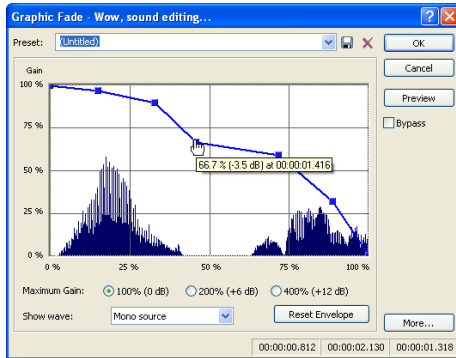 Graphic Fade - Wow, sound editing...
Preset: (Untitled)
OK
Cancel
Preview
Bypass
Gain
100 %
75 %
50 %
25 %
0 %
66.7 % (-3.5 dB) at 00:00:01.416
0 % 25 % 50 % 75 % 100 %
Maximum Gain: 100% (0 dB) 200% (+6 dB) 400% (+12 dB)
Show wave: Mono source Reset Envelope
More...
00:00:00.812 00:00:02.130 00:00:01.318